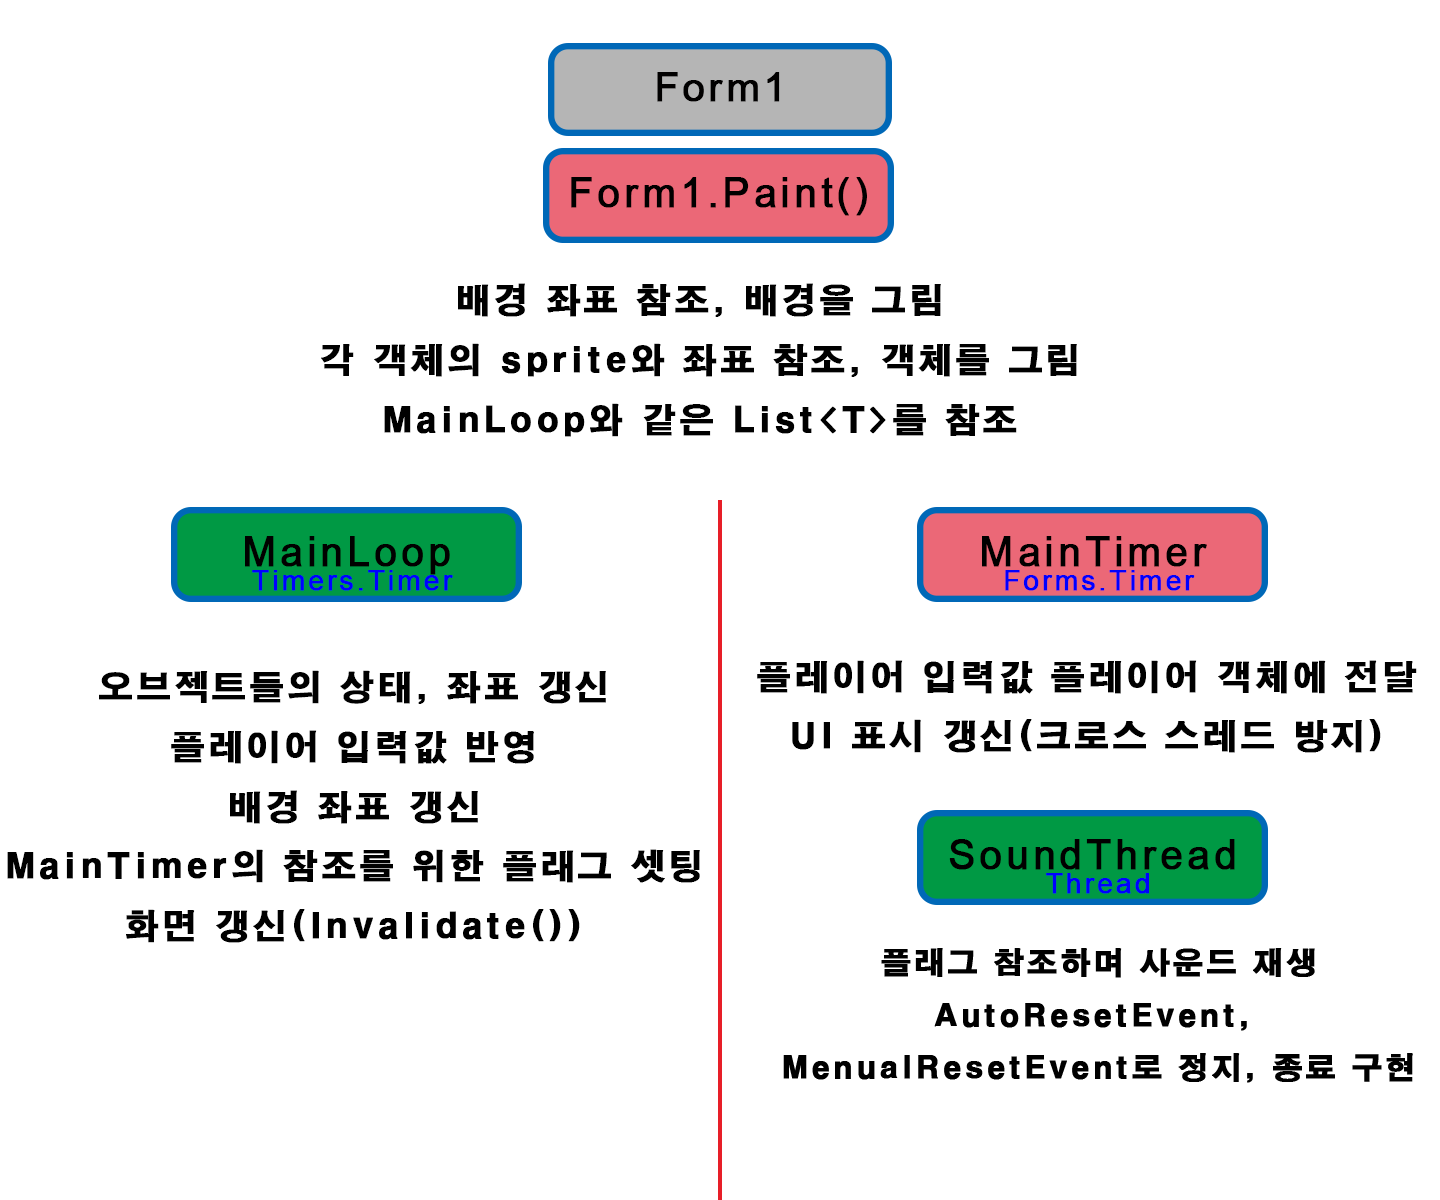 Form1
Form1.Paint()
배경 좌표 참조, 배경을 그림
각 객체의 sprite와 좌표 참조, 객체를 그림
MainLoop와 같은 List<T>를 참조
MainLoop
Timers.Timer
오브젝트들의 상태, 좌표 갱신
플레이어 입력값 반영
배경 좌표 갱신
MainTimer의 참조를 위한 플래그 셋팅
화면 갱신(Invalidate())
MainTimer
Forms.Timer
플레이어 입력값 플레이어 객체에 전달
UI 표시 갱신(크로스 스레드 방지)
SoundThread
Thread
플래그 참조하며 사운드 재생
AutoResetEvent,
MenualResetEvent로 정지, 종료 구현